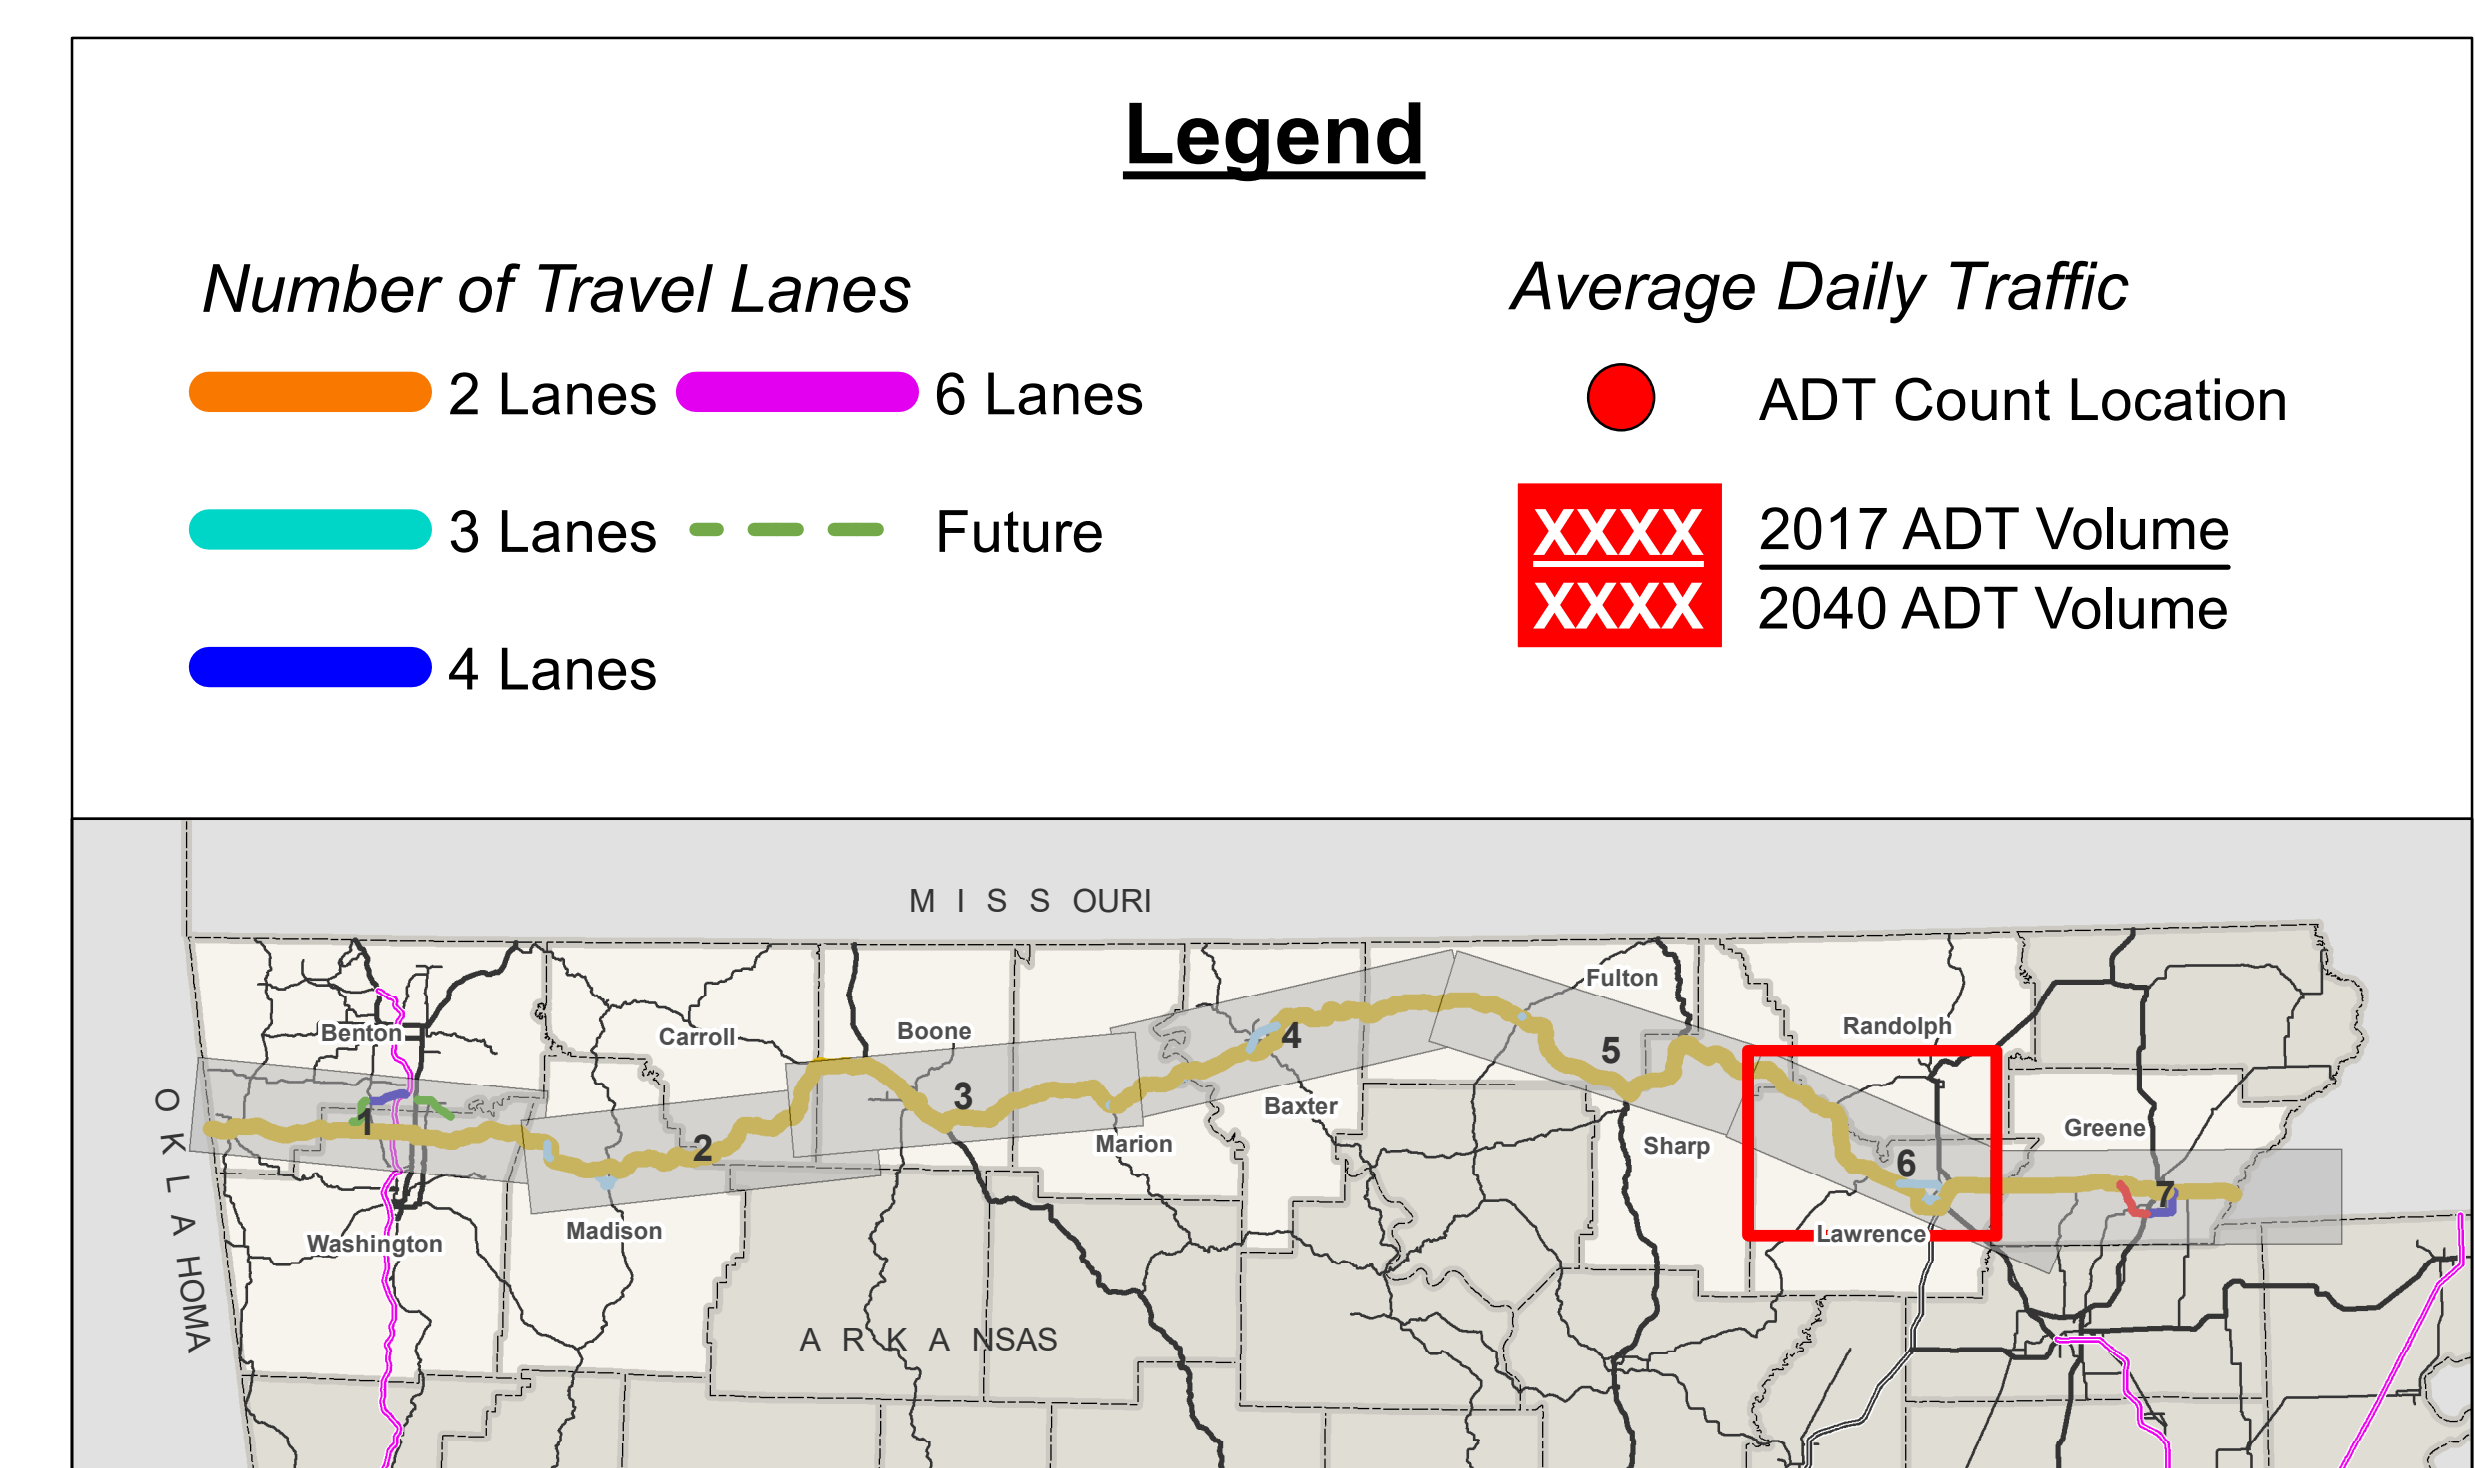 Legend
Number of Travel Lanes
2 Lanes
6 Lanes
3 Lanes
Future
4 Lanes
Average Daily Traffic
ADT Count Location
XXXX
XXXX
2017 ADT Volume
2040 ADT Volume
MISSOURI
OKLAHOMA
ARKANSAS
Benton
Carroll
Boone
Fulton
Randolph
Baxter
Marion
Sharp
Greene
Washington
Madison
Lawrence
1
2
3
4
5
6
7